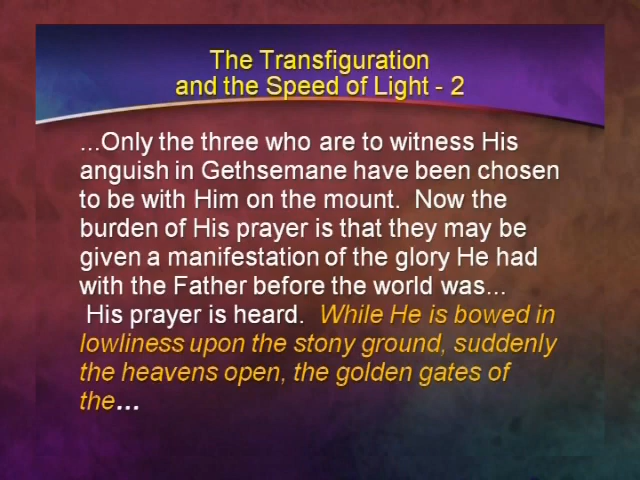 The Transfiguration
and the Speed of Light - 2
...Only the three who are to witness His
anguish in Gethsemane have been chosen
to be with Him on the mount.  Now the
burden of His prayer is that they may be
given a manifestation of the glory He had
with the Father before the world was...
His prayer is heard.  While He is bowed in
lowliness upon the stony ground, suddenly
the heavens open, the golden gates of
the...